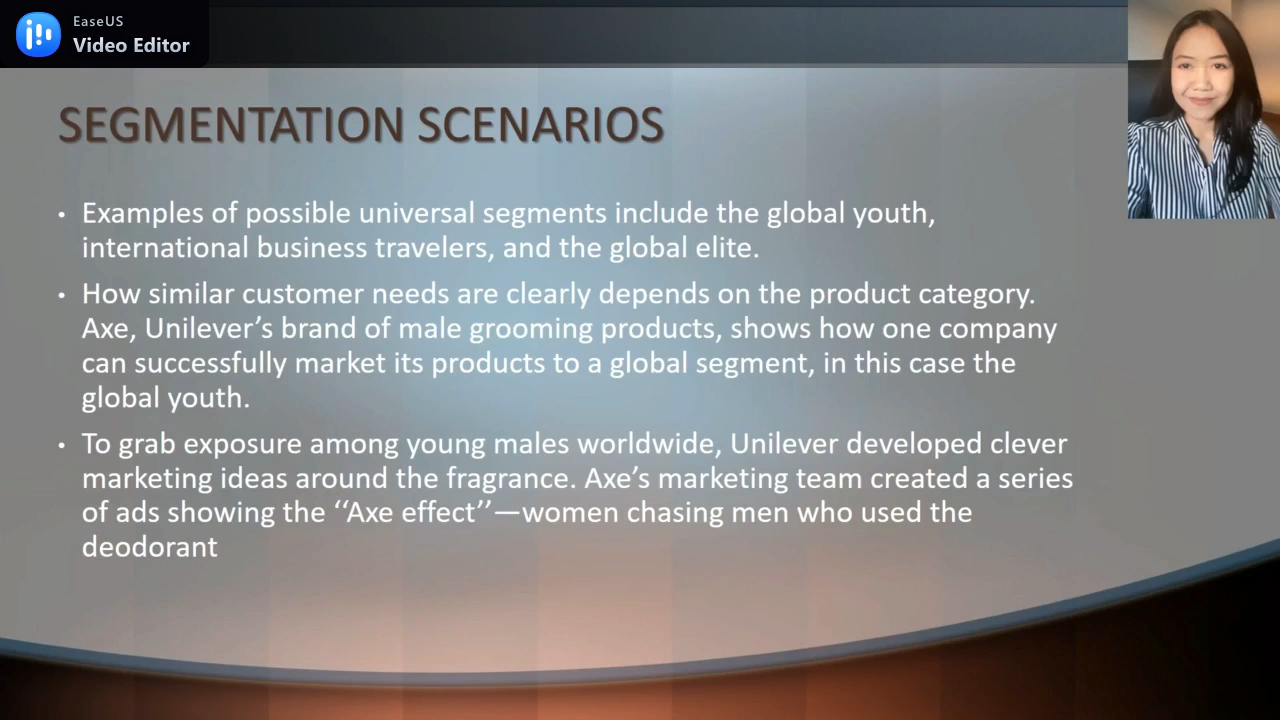 EaseUS
Video Editor
SEGMENTATION SCENARIOS
• Examples of possible universal segments include the global youth,
international business travelers, and the global elite.
• How similar customer needs are clearly depends on the product category.
Axe, Unilever’s brand of male grooming products, shows how one company
can successfully market its products to a global segment, in this case the
global youth.
• To grab exposure among young males worldwide, Unilever developed clever
marketing ideas around the fragrance. Axe’s marketing team created a series
of ads showing the ‘‘Axe effect’’—women chasing men who used the
deodorant